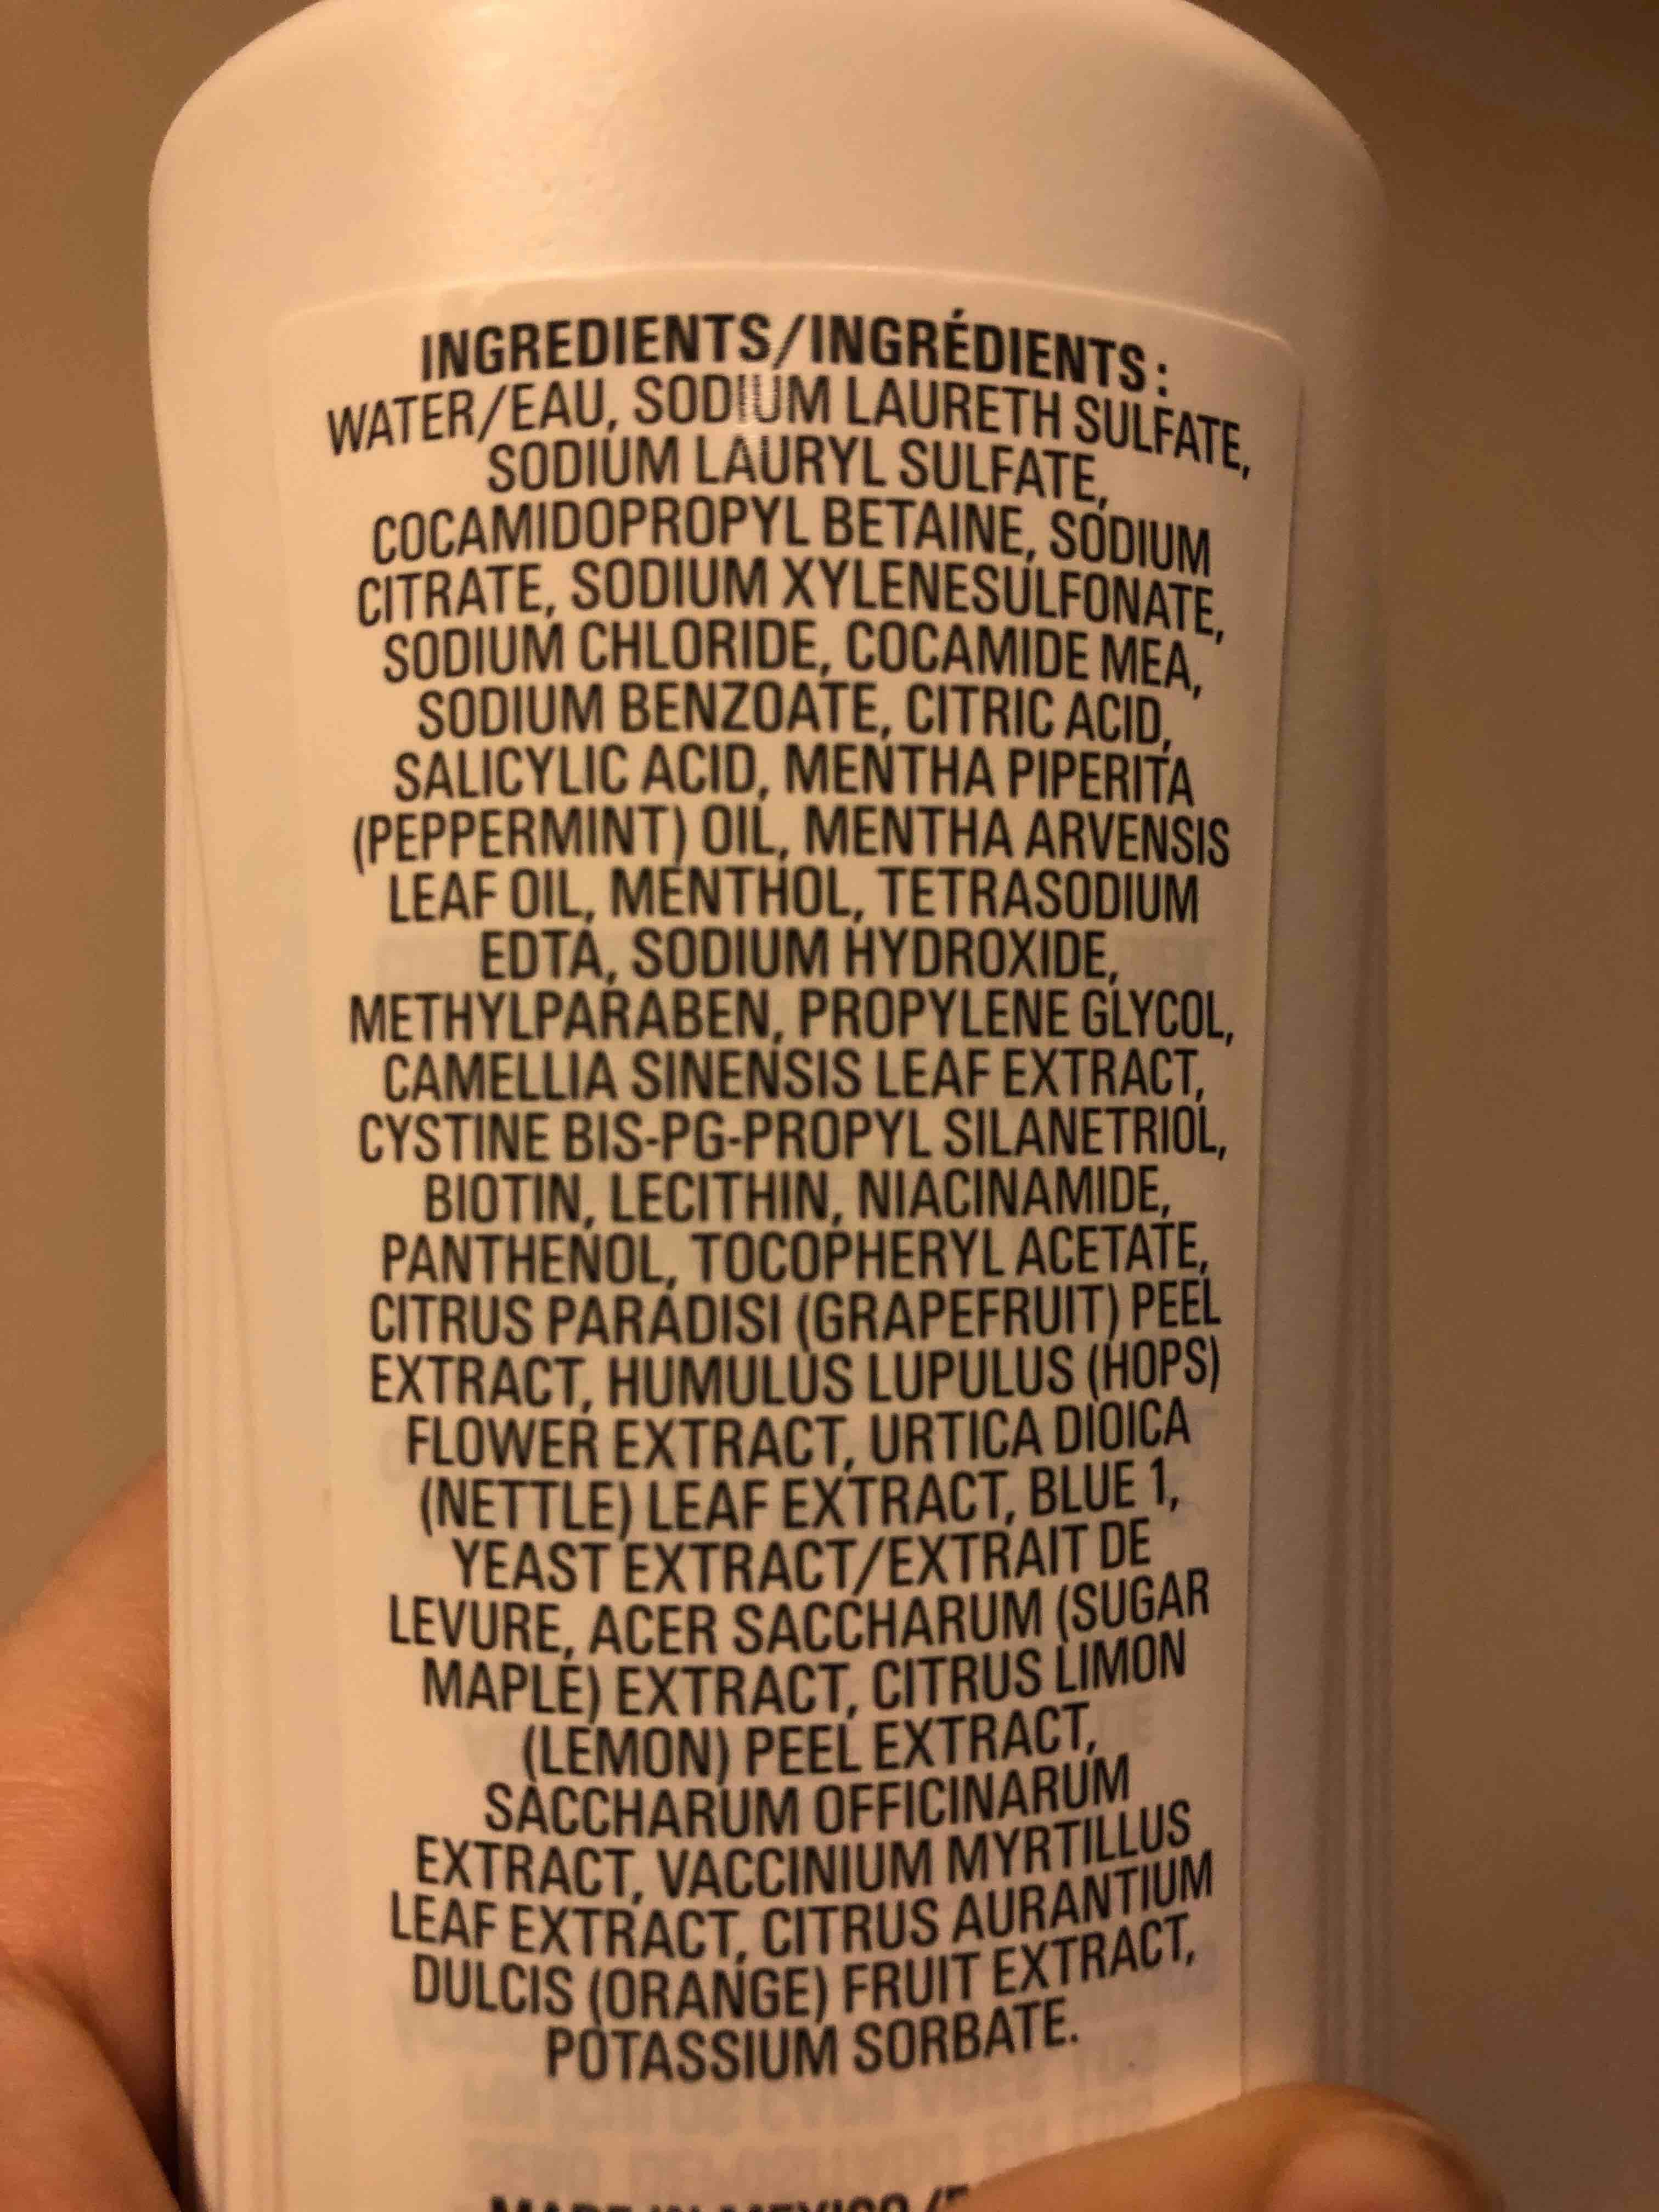 INGREDIENTS/INGRÉDIENTS :
WATER/EAU, SODIUM LAURETH SULFATE,
SODIUM LAURYL SULFATE,
COCAMIDOPROPYL BETAINE, SODIUM
CITRATE, SODIUM XYLENESULFONATE,
SODIUM CHLORIDE, COCAMIDE MEA,
SODIUM BENZOATE, CITRIC ACID,
SALICYLIC ACID, MENTHA PIPERITA
(PEPPERMINT) OIL, MENTHA ARVENSIS
LEAF OIL, MENTHOL, TETRASODIUM
EDTA, SODIUM HYDROXIDE,
METHYLPARABEN, PROPYLENE GLYCOL,
CAMELLIA SINENSIS LEAF EXTRACT,
CYSTINE BIS-PG-PROPYL SILANETRIOL,
BIOTIN, LECITHIN, NIACINAMIDE,
PANTHENOL, TOCOPHERYL ACETATE,
CITRUS PARADISI (GRAPEFRUIT) PEEL
EXTRACT, HUMULUS LUPULUS (HOPS)
FLOWER EXTRACT, URTICA DIOICA
(NETTLE) LEAF EXTRACT, BLUE 1,
YEAST EXTRACT/EXTRAIT DE
LEVURE, ACER SACCHARUM (SUGAR
MAPLE) EXTRACT, CITRUS LIMON
(LEMON) PEEL EXTRACT,
SACCHARUM OFFICINARUM
EXTRACT, VACCINIUM MYRTILLUS
LEAF EXTRACT, CITRUS AURANTIUM
DULCIS (ORANGE) FRUIT EXTRACT,
POTASSIUM SORBATE.
MADE IN MEXICO